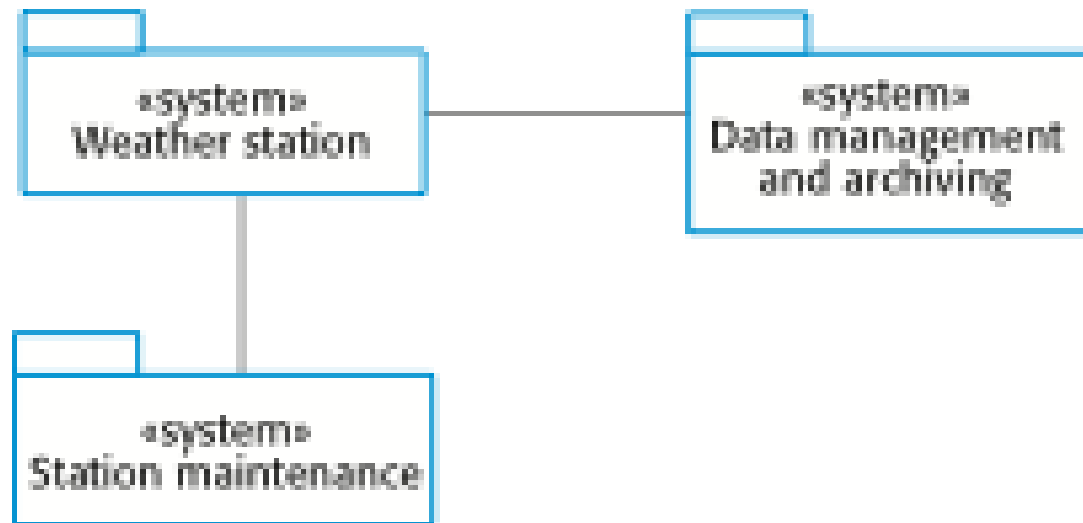 «system»
Weather station
«system»
Data management
and archiving
«system»
Station maintenance